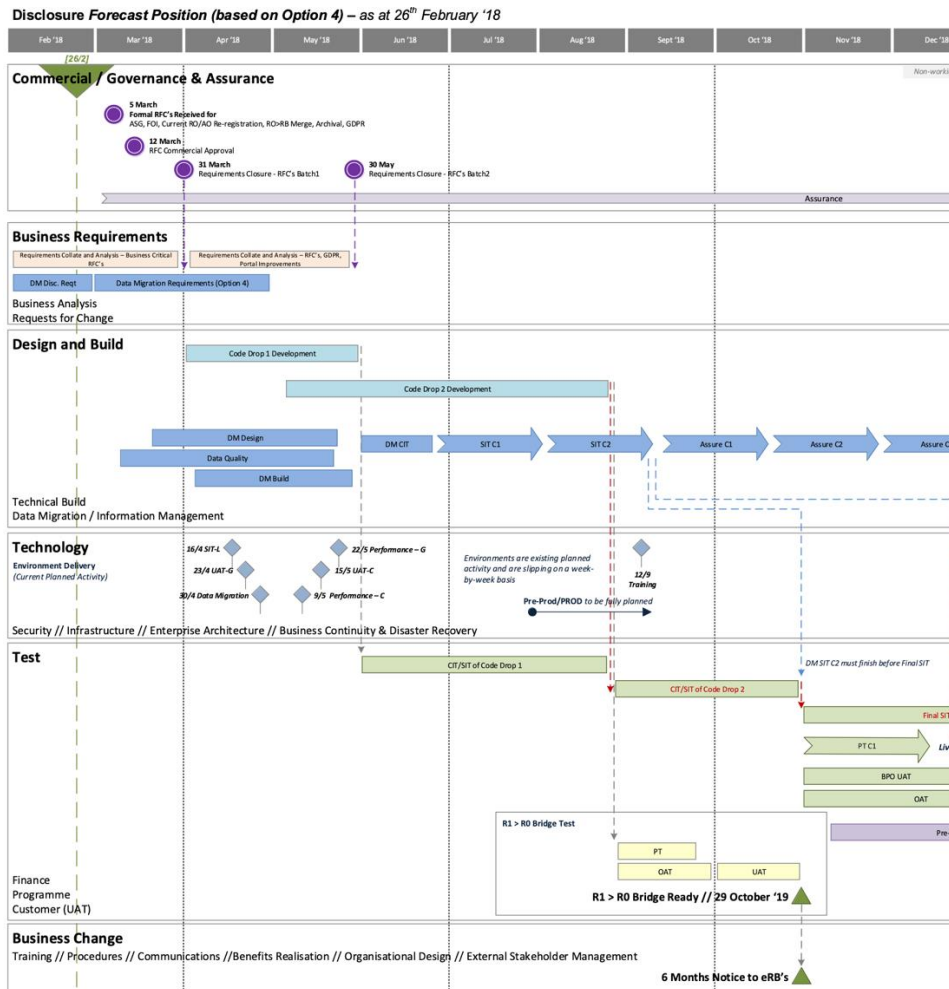 Disclosure Forecast Position (based on Option 4) – as at 26th February ‘18
Feb ‘18
Mar ‘18
Apr ‘18
May ‘18
Jun ‘18
Jul ‘18
Aug ‘18
Sept ‘18
Oct ‘18
Nov ‘18
Dec ‘18
[26/2]
Commercial / Governance & Assurance
Non-worki
5 March
Formal RFC’s Received for
ASG, FOI, Current RO/AO Re-registration, RO>RB Merge, Archival, GDPR
12 March
RFC Commercial Approval
31 March
Requirements Closure - RFC’s Batch1
30 May
Requirements Closure - RFC’s Batch2
Assurance
Business Requirements
Requirements Collate and Analysis – Business Critical
RFC’s
Requirements Collate and Analysis – RFC’s, GDPR,
Portal Improvements
DM Disc. Reqt
Data Migration Requirements (Option 4)
Business Analysis
Requests for Change
Design and Build
Code Drop 1 Development
Code Drop 2 Development
DM Design
Data Quality
DM Build
DM CIT
SIT C1
SIT C2
Assure C1
Assure C2
Assure C
Technical Build
Data Migration / Information Management
Technology
Environment Delivery
(Current Planned Activity)
16/4 SIT-L
22/5 Performance – G
23/4 UAT-G
15/5 UAT-C
30/4 Data Migration
9/5 Performance – C
Environments are existing planned
activity and are slipping on a week-
by-week basis
12/9
Training
Pre-Prod/PROD to be fully planned
Security // Infrastructure // Enterprise Architecture // Business Continuity & Disaster Recovery
Test
CIT/SIT of Code Drop 1
DM SIT C2 must finish before Final SIT
CIT/SIT of Code Drop 2
Final SIT
PT C1
Liv
BPO UAT
OAT
R1 > R0 Bridge Test
Pre-
PT
OAT
UAT
Finance
Programme
Customer (UAT)
R1 > R0 Bridge Ready // 29 October ‘19
Business Change
Training // Procedures // Communications //Benefits Realisation // Organisational Design // External Stakeholder Management
6 Months Notice to eRB’s